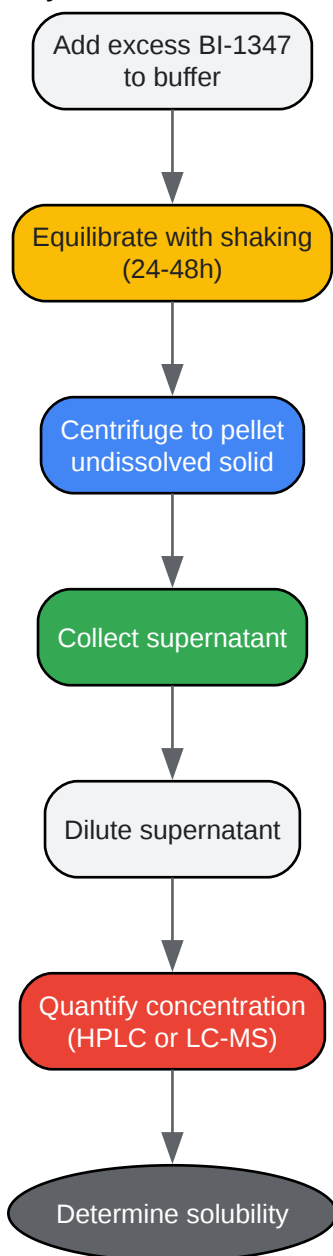 Add excess BI-1347
to buffer
Equilibrate with shaking
(24-48h)
Centrifuge to pellet
undissolved solid
Collect supernatant
Dilute supernatant
Quantify concentration
(HPLC or LC-MS)
Determine solubility